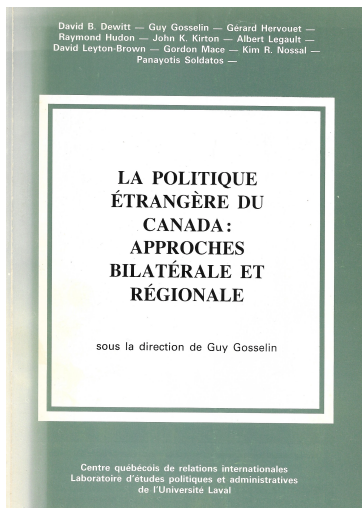 David B. Dewitt — Guy Gosselin — Gérard Hervouet —
Raymond Hudon — John K. Kirton — Albert Legault —
David Leyton-Brown — Gordon Mace — Kim R. Nossal —
Panayotis Soldatos —
LA POLITIQUE
ÉTRANGÈRE DU
CANADA:
APPROCHES
BILATÉRALE ET
RÉGIONALE
sous la direction de Guy Gosselin
Centre québécois de relations internationales
Laboratoire d'études politiques et administratives
de l'Université Laval